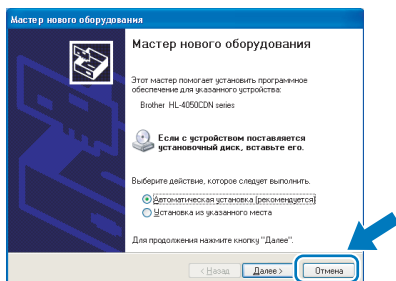 Мастер нового оборудования
Мастер нового оборудования
Этот мастер помогает установить программное
обеспечение для указанного устройства:
Brother HL-4050CDN series
Если с устройством поставляется
установочный диск, вставьте его.
Выберите действие, которое следует выполнить.
Автоматическая установка (рекомендуется)
Установка из указанного места
Для продолжения нажмите кнопку "Далее".
< Назад Далее > Отмена